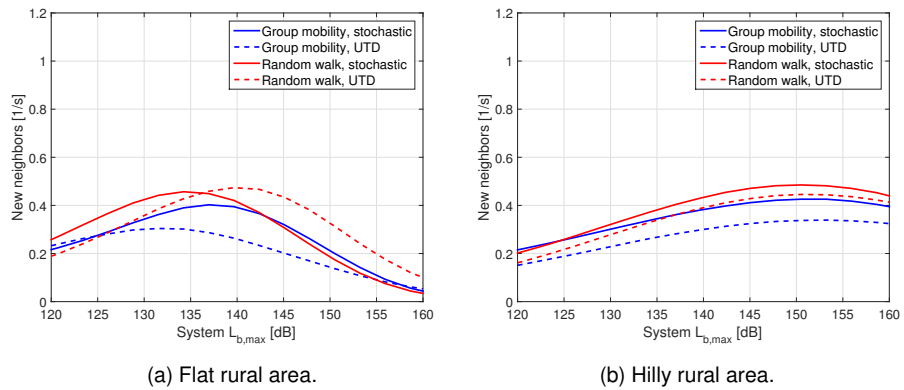 1.2
1
0.8
0.6
0.4
0.2
0
New neighbors [1/s]
Group mobility, stochastic
Group mobility, UTD
Random walk, stochastic
Random walk, UTD
120 125 130 135 140 145 150 155 160
System L_b,max [dB]
(a) Flat rural area.
1.2
1
0.8
0.6
0.4
0.2
0
New neighbors [1/s]
Group mobility, stochastic
Group mobility, UTD
Random walk, stochastic
Random walk, UTD
120 125 130 135 140 145 150 155 160
System L_b,max [dB]
(b) Hilly rural area.